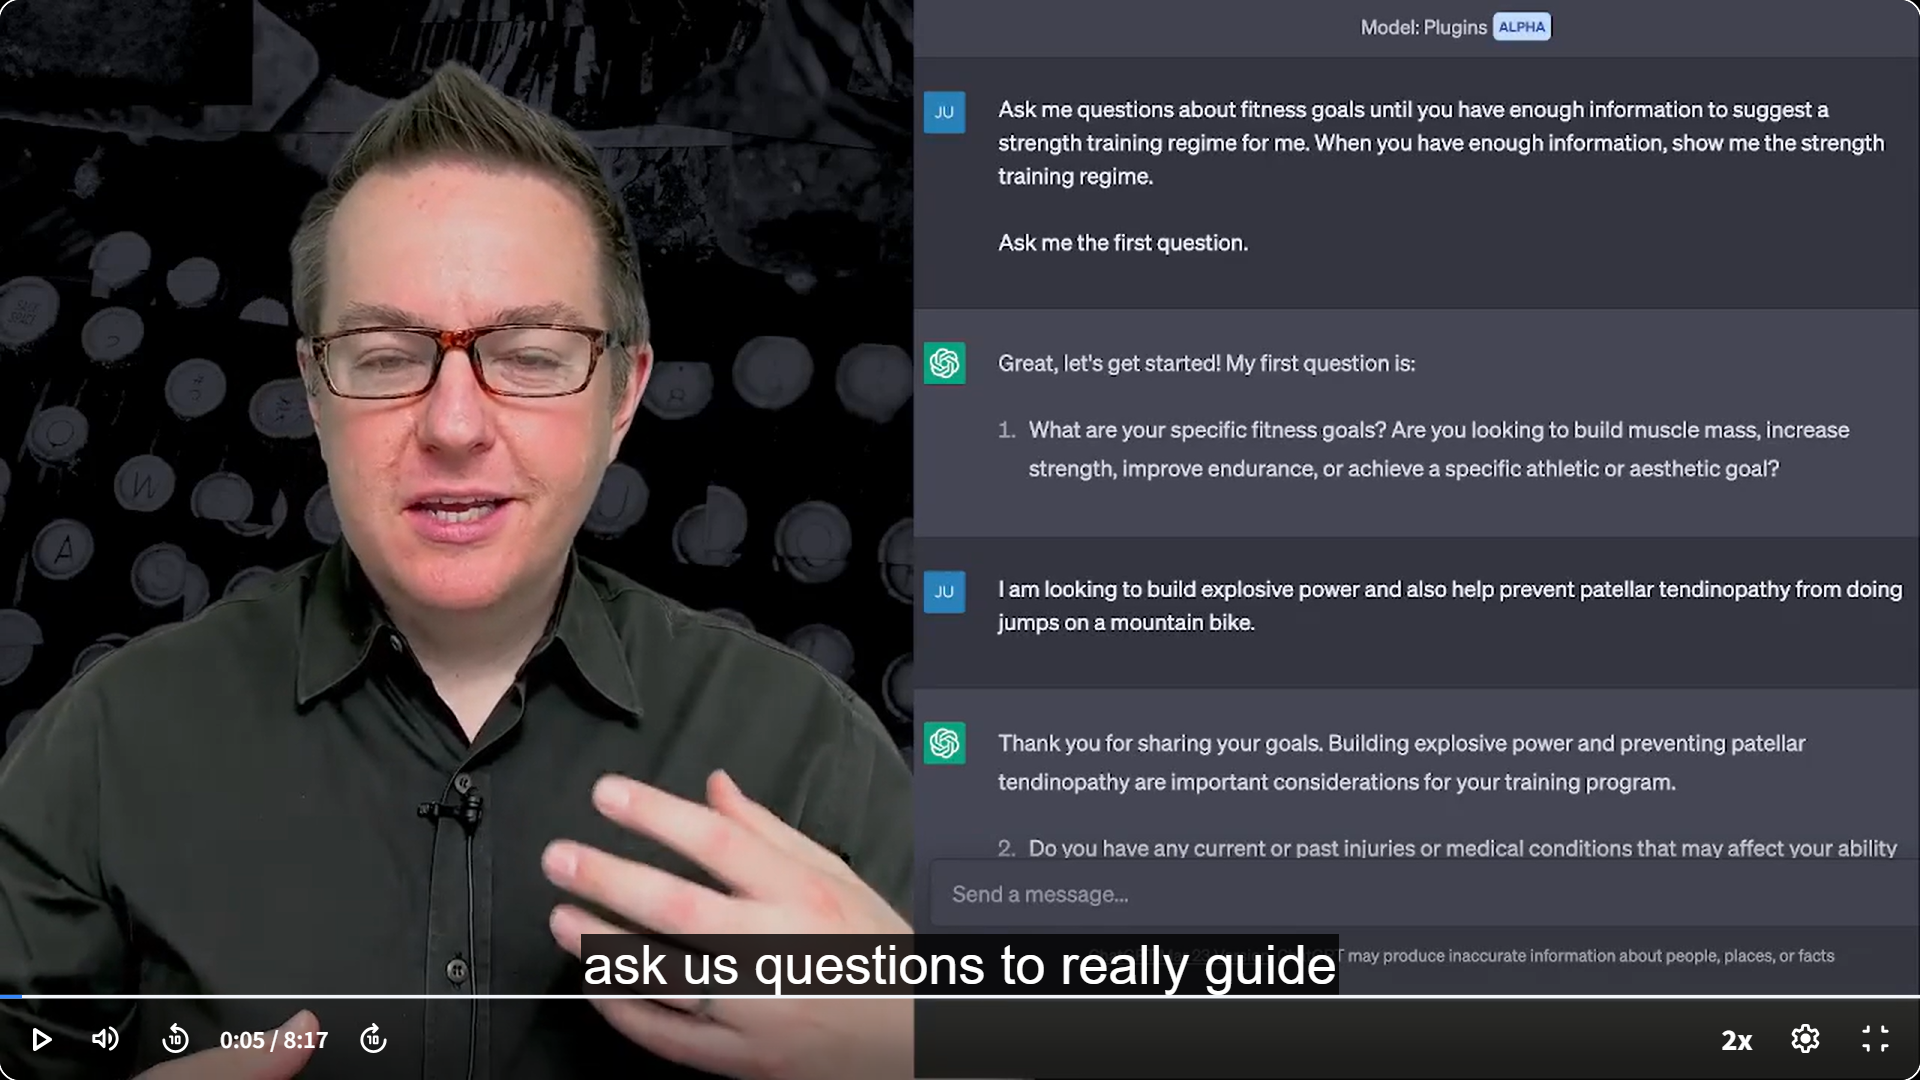 Model: Plugins ALPHA
JU
Ask me questions about fitness goals until you have enough information to suggest a
strength training regime for me. When you have enough information, show me the strength
training regime.
Ask me the first question.
Great, let's get started! My first question is:
1. What are your specific fitness goals? Are you looking to build muscle mass, increase
strength, improve endurance, or achieve a specific athletic or aesthetic goal?
JU
I am looking to build explosive power and also help prevent patellar tendinopathy from doing
jumps on a mountain bike.
Thank you for sharing your goals. Building explosive power and preventing patellar
tendinopathy are important considerations for your training program.
2. Do you have any current or past injuries or medical conditions that may affect your ability
Send a message...
may produce inaccurate information about people, places, or facts
ask us questions to really guide
10
0:05 / 8:17
10
2x